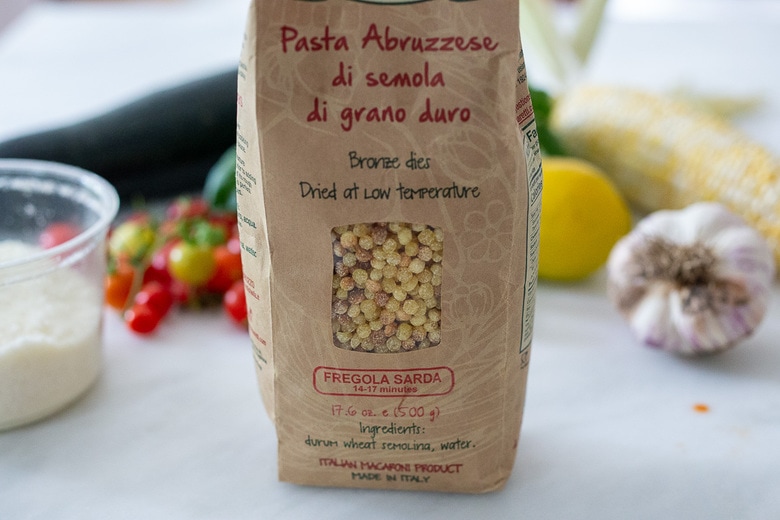 Pasta Abruzzese
di semola
di grano duro
Bronze dies
Dried at Low temperature
FREGOLA SARDA
14-17 minutes
17.6 oz. e (500 g)
Ingredients:
durum wheat semolina, water.
ITALIAN MACARONI PRODUCT
MADE IN ITALY